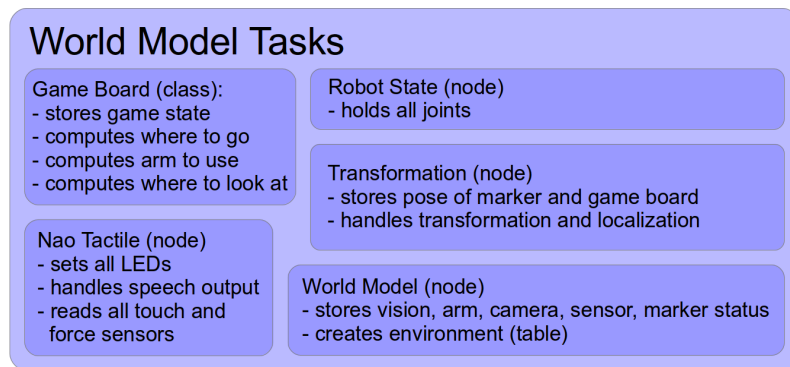 World Model Tasks
Game Board (class):
- stores game state
- computes where to go
- computes arm to use
- computes where to look at
Robot State (node)
- holds all joints
Transformation (node)
- stores pose of marker and game board
- handles transformation and localization
Nao Tactile (node)
- sets all LEDs
- handles speech output
- reads all touch and
force sensors
World Model (node)
- stores vision, arm, camera, sensor, marker status
- creates environment (table)